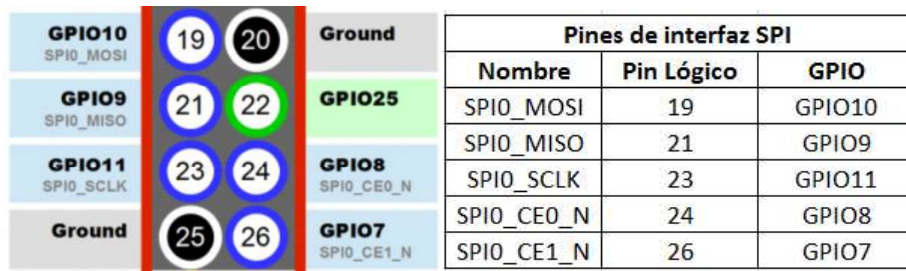 GPIO10 19 20 Ground
SPI0_MOSI
GPIO9 21 22 GPIO25
SPI0_MISO
GPIO11 23 24 GPIO8
SPI0_SCLK SPI0_CE0_N
Ground 25 26 GPIO7
SPI0_CE1_N
Pines de interfaz SPI
Nombre Pin Lógico GPIO
SPI0_MOSI 19 GPIO10
SPI0_MISO 21 GPIO9
SPI0_SCLK 23 GPIO11
SPI0_CE0_N 24 GPIO8
SPI0_CE1_N 26 GPIO7